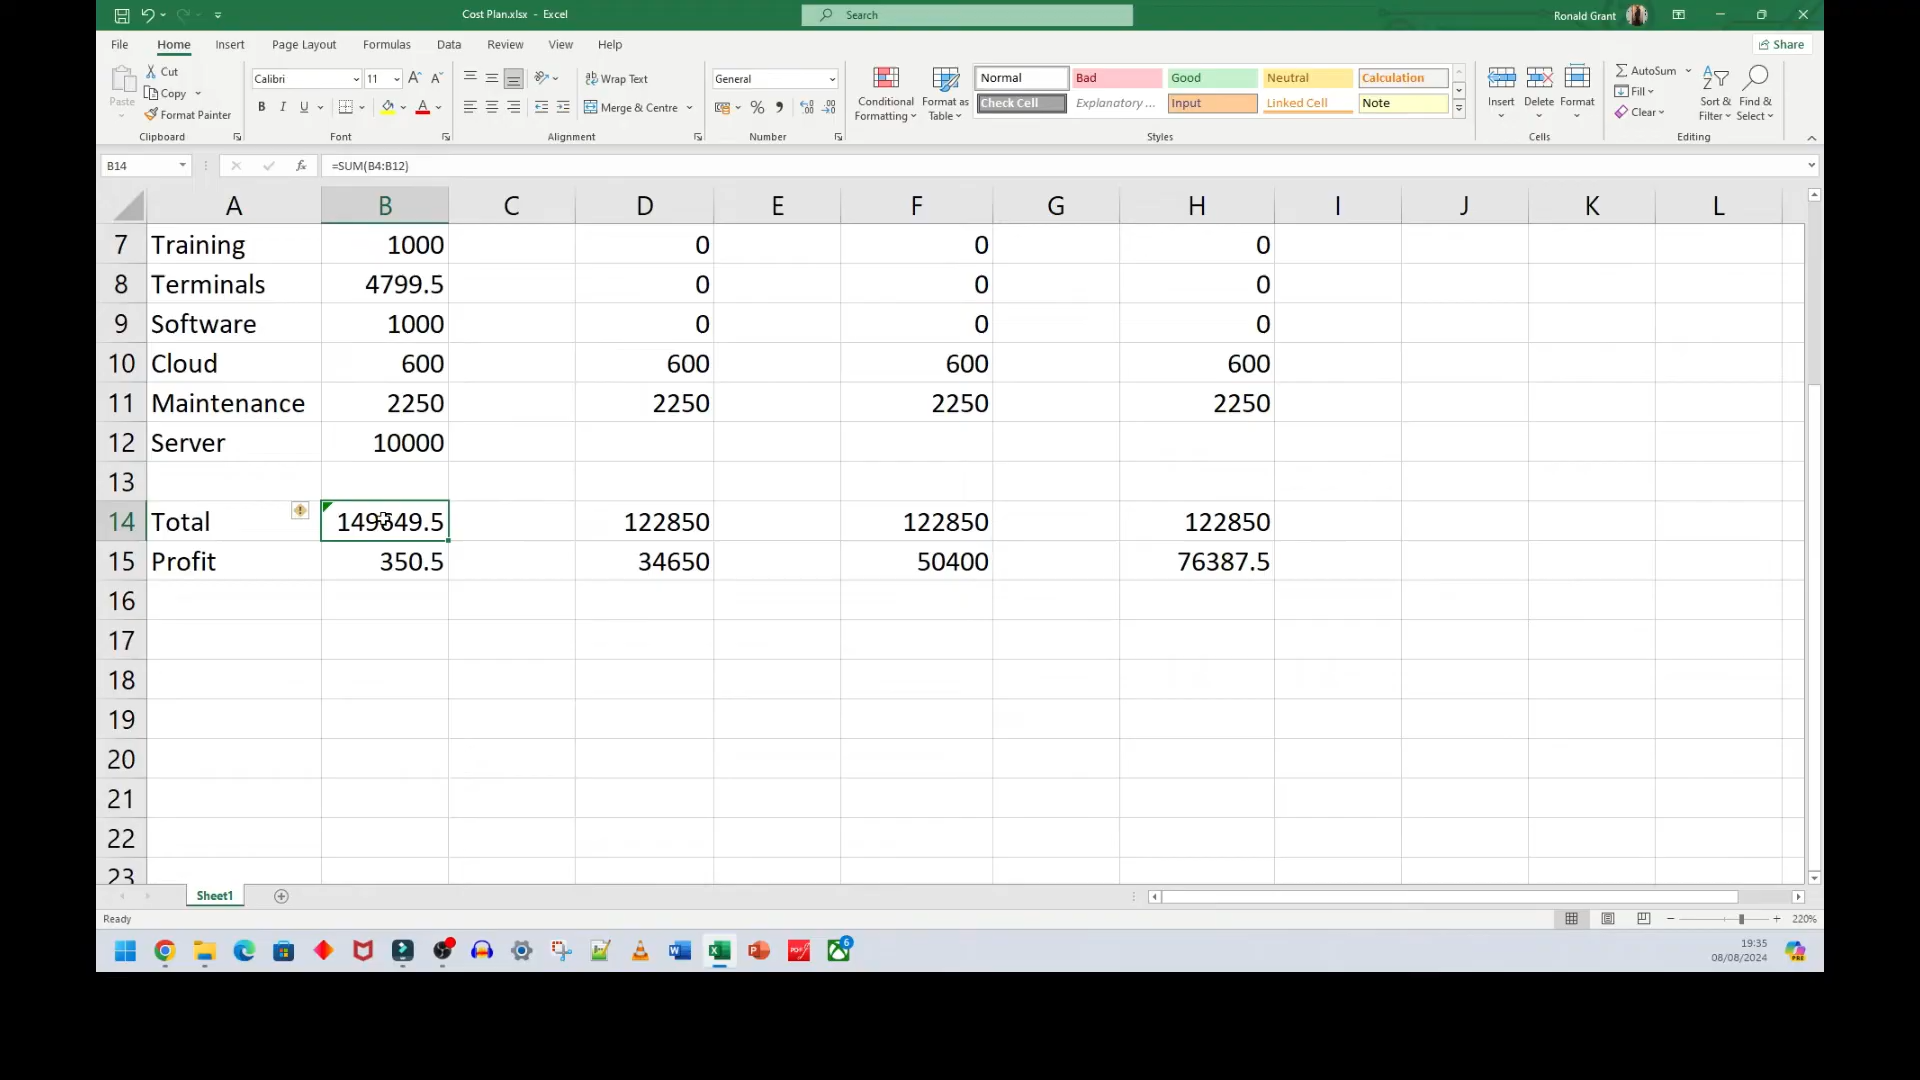 Cost Plan.xlsx - Excel
Search
Ronald Grant
File Home Insert Page Layout Formulas Data Review View Help
Share
Paste
Cut
Copy
Format Painter
Clipboard
Calibri 11
A A
B I U
A
Font
ab Wrap Text
Merge & Centre
Alignment
General
%
Number
Conditional Formatting
Format as Table
Normal Bad Good Neutral Calculation
Check Cell Explanatory ... Input Linked Cell Note
Styles
Insert Delete Format
Cells
AutoSum
Fill
Clear
Sort & Filter
Find & Select
Editing
B14 fx =SUM(B4:B12)
A B C D E F G H I J K L
7 Training 1000 0 0 0
8 Terminals 4799.5 0 0 0
9 Software 1000 0 0 0
10 Cloud 600 600 600 600
11 Maintenance 2250 2250 2250 2250
12 Server 10000
13
14 Total 149649.5 122850 122850 122850
15 Profit 350.5 34650 50400 76387.5
16
17
18
19
20
21
22
23
Sheet1
Ready
220%
6
19:35
08/08/2024